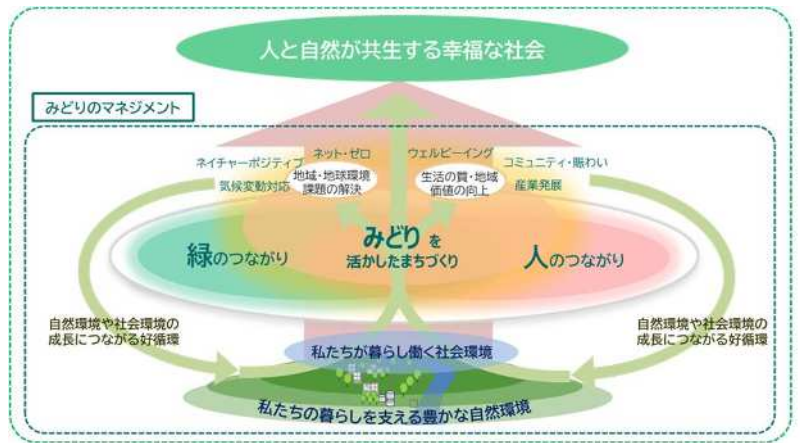 人と自然が共生する幸福な社会
みどりのマネジメント
ネイチャーポジティブ
ネット・ゼロ
ウェルビーイング
コミュニティ・賑わい
気候変動対応
地域・地球環境
課題の解決
生活の質・地域
価値の向上
産業発展
緑のつながり
みどりを
活かしたまちづくり
人のつながり
自然環境や社会環境の
成長につながる好循環
自然環境や社会環境の
成長につながる好循環
私たちが暮らし働く社会環境
私たちの暮らしを支える豊かな自然環境